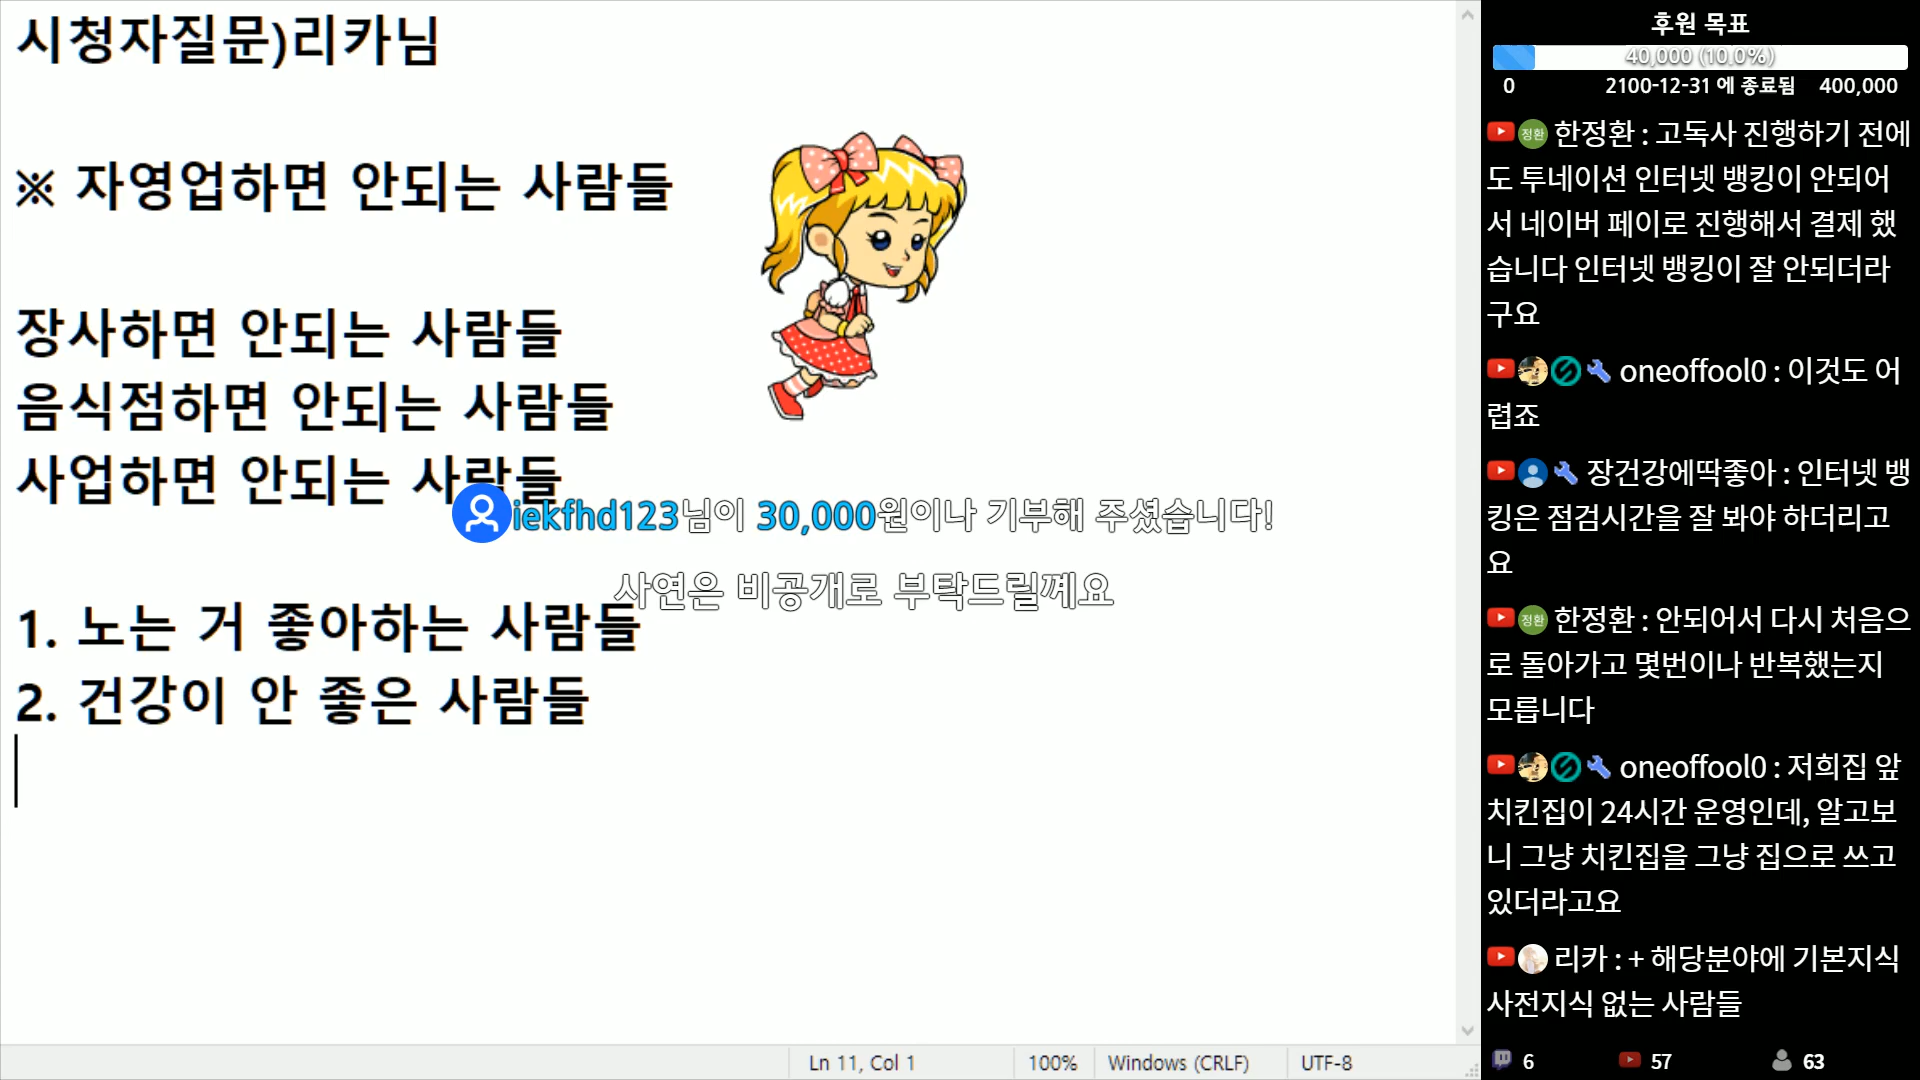 시청자질문)리카님
※ 자영업하면 안되는 사람들
장사하면 안되는 사람들
음식점하면 안되는 사람들
사업하면 안되는 사람들
iekfhd123님이 30,000원이나 기부해 주셨습니다!
사연은 비공개로 부탁드릴꼐요
1. 노는 거 좋아하는 사람들
2. 건강이 안 좋은 사람들
Ln 11, Col 1
100%
Windows (CRLF)
UTF-8
후원 목표
40,000 (10.0%)
0 2100-12-31 에 종료됨 400,000
정환 한정환 : 고독사 진행하기 전에
도 투네이션 인터넷 뱅킹이 안되어
서 네이버 페이로 진행해서 결제 했
습니다 인터넷 뱅킹이 잘 안되더라
구요
oneoffool0 : 이것도 어
렵죠
장건강에딱좋아 : 인터넷 뱅
킹은 점검시간을 잘 봐야 하더리고
요
정환 한정환 : 안되어서 다시 처음으
로 돌아가고 몇번이나 반복했는지
모릅니다
oneoffool0 : 저희집 앞
치킨집이 24시간 운영인데, 알고보
니 그냥 치킨집을 그냥 집으로 쓰고
있더라고요
리카 : + 해당분야에 기본지식
사전지식 없는 사람들
6 57 63